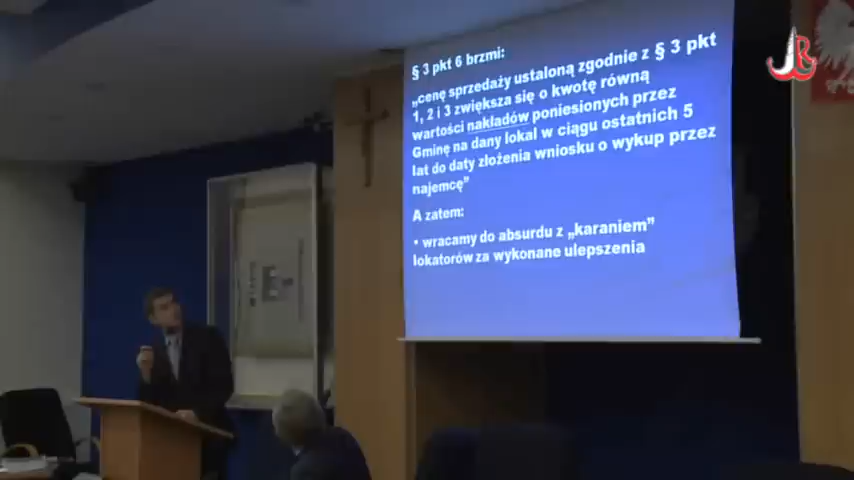 § 3 pkt 6 brzmi:
„cenę sprzedaży ustaloną zgodnie z § 3 pkt
1, 2 i 3 zwiększa się o kwotę równą
wartości nakładów poniesionych przez
Gminę na dany lokal w ciągu ostatnich 5
lat do daty złożenia wniosku o wykup przez
najemcę”
A zatem:
• wracamy do absurdu z „karaniem”
lokatorów za wykonane ulepszenia